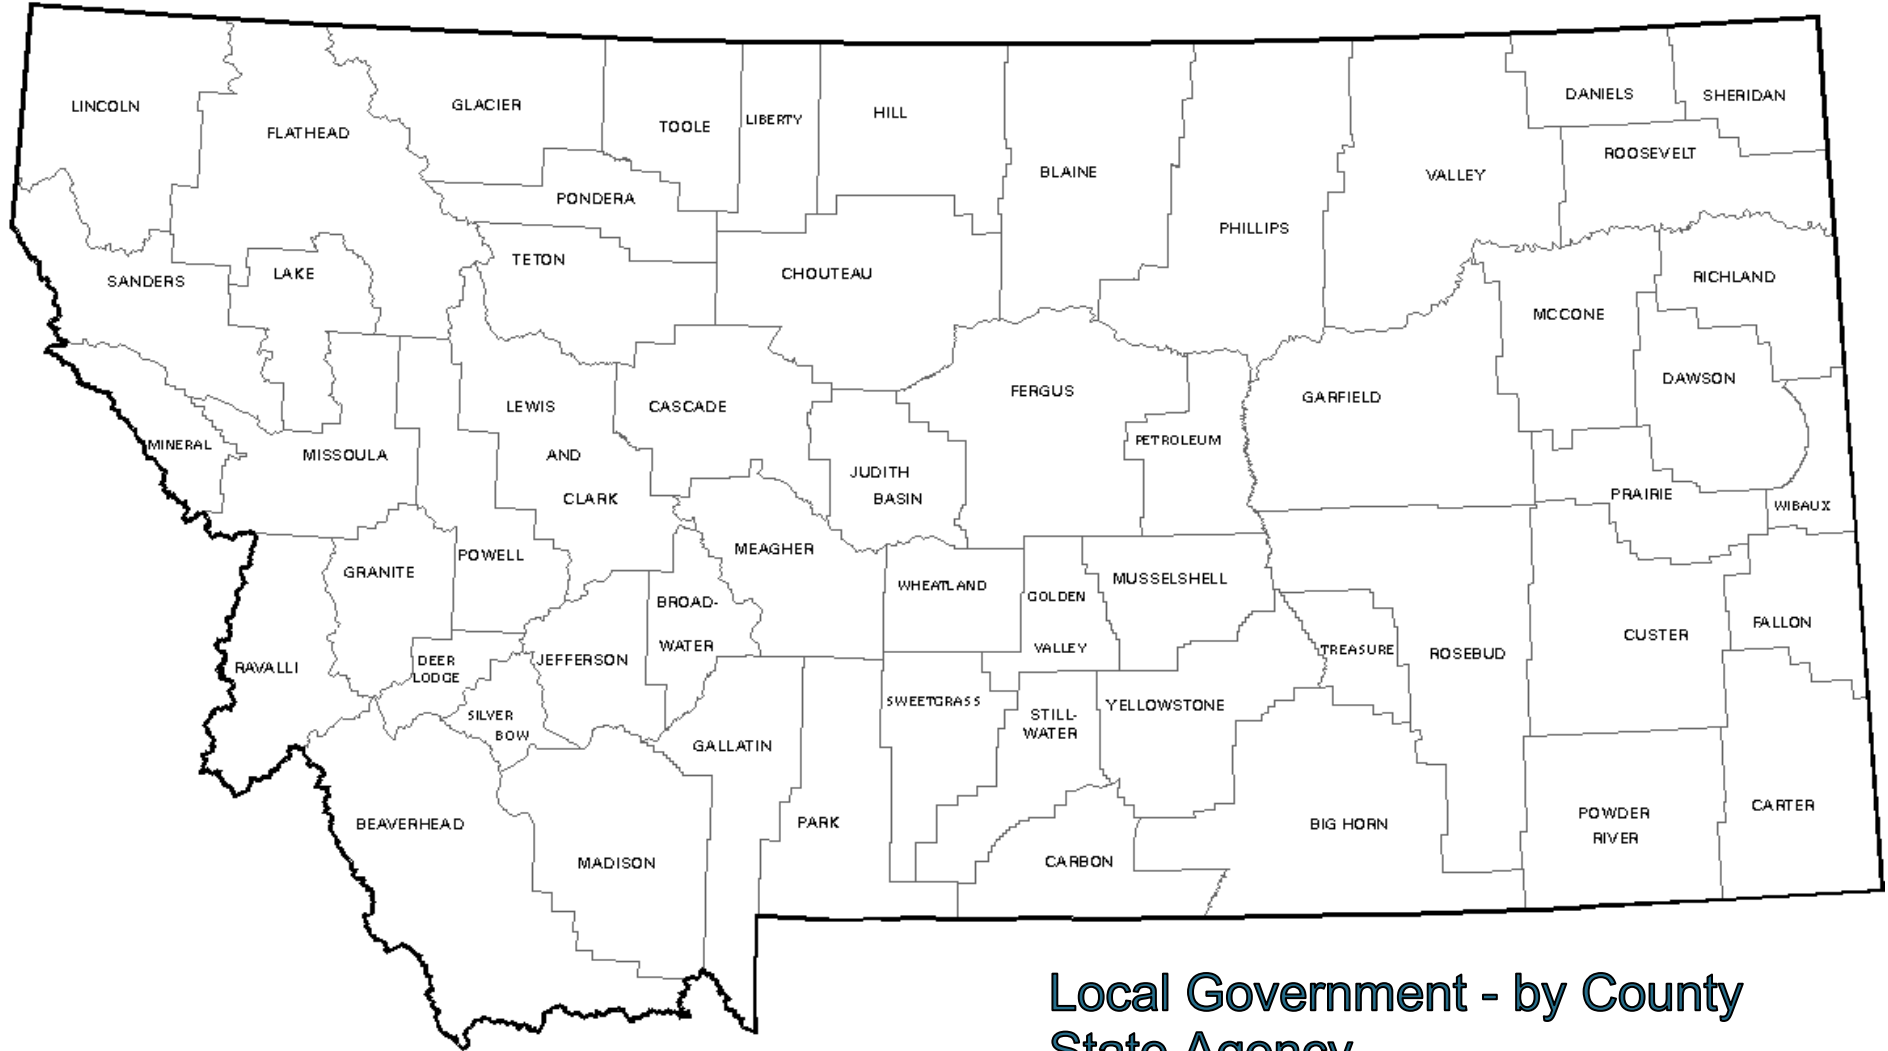 LINCOLN
FLATHEAD
GLACIER
TOOLE
LIBERTY
HILL
BLAINE
PHILLIPS
VALLEY
DANIELS
SHERIDAN
ROOSEVELT
PONDERA
TETON
CHOUTEAU
SANDERS
LAKE
RICHLAND
MCCONE
DAWSON
GARFIELD
FERGUS
PETROLEUM
CASCADE
LEWIS
AND
CLARK
JUDITH
BASIN
MINERAL
MISSOULA
PRAIRIE
WIBAUX
POWELL
GRANITE
MEAGHER
WHEATLAND
GOLDEN
VALLEY
MUSSELSHELL
BROAD-
WATER
RAVALLI
DEER
LODGE
JEFFERSON
TREASURE
ROSEBUD
CUSTER
FALLON
SILVER
BOW
GALLATIN
SWEETGRASS
STILL-
WATER
YELLOWSTONE
BEAVERHEAD
MADISON
PARK
CARBON
BIG HORN
POWDER
RIVER
CARTER
Local Government - by County
State Agency